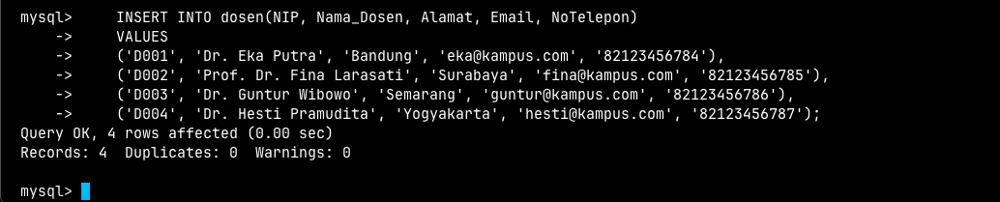 mysql>     INSERT INTO dosen(NIP, Nama_Dosen, Alamat, Email, NoTelepon)
    ->     VALUES
    ->     ('D001', 'Dr. Eka Putra', 'Bandung', 'eka@kampus.com', '82123456784'),
    ->     ('D002', 'Prof. Dr. Fina Larasati', 'Surabaya', 'fina@kampus.com', '82123456785'),
    ->     ('D003', 'Dr. Guntur Wibowo', 'Semarang', 'guntur@kampus.com', '82123456786'),
    ->     ('D004', 'Dr. Hesti Pramudita', 'Yogyakarta', 'hesti@kampus.com', '82123456787');
Query OK, 4 rows affected (0.00 sec)
Records: 4  Duplicates: 0  Warnings: 0
mysql>